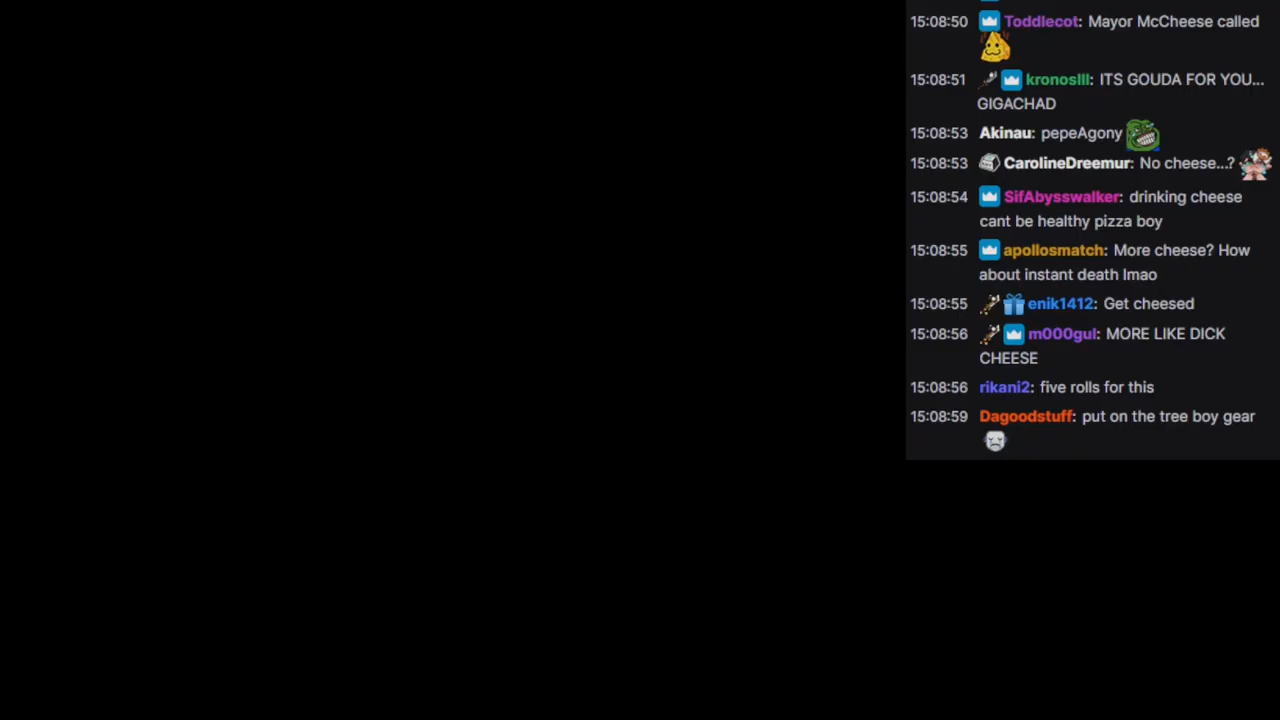 15:08:50 Toddlecot: Mayor McCheese called
15:08:51 kronoslll: ITS GOUDA FOR YOU...
GIGACHAD
15:08:53 Akinau: pepeAgony
15:08:53 CarolineDreemur: No cheese...?
15:08:54 SifAbysswalker: drinking cheese
cant be healthy pizza boy
15:08:55 apollosmatch: More cheese? How
about instant death lmao
15:08:55 enik1412: Get cheesed
15:08:56 m000gul: MORE LIKE DICK
CHEESE
15:08:56 rikani2: five rolls for this
15:08:59 Dagoodstuff: put on the tree boy gear